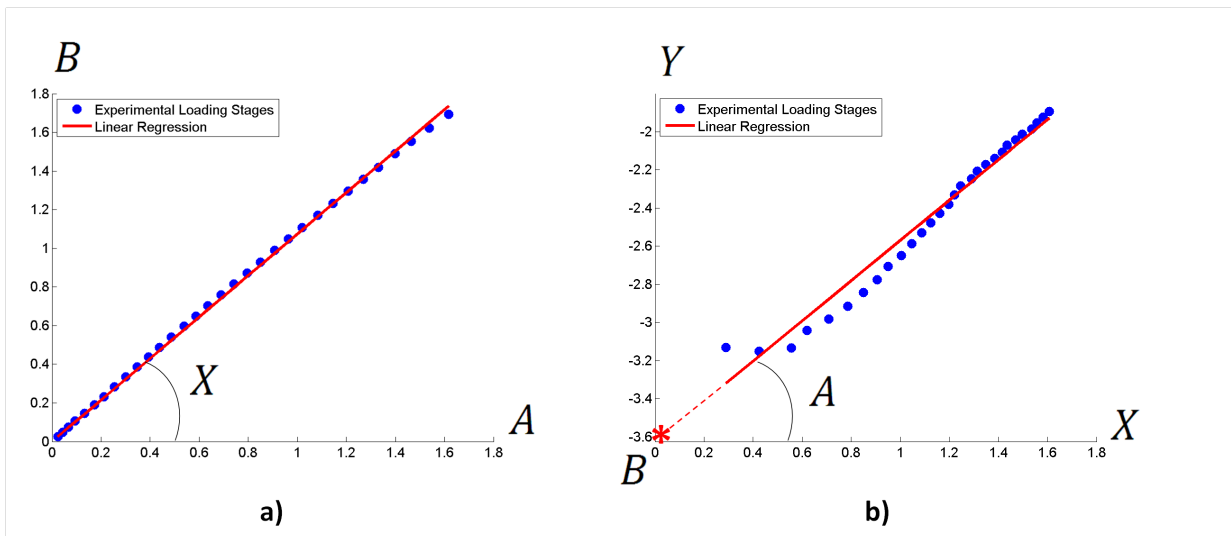 B
1.8
1.6
1.4
1.2
1
0.8
0.6
0.4
0.2
0
Experimental Loading Stages
Linear Regression
X
A
0 0.2 0.4 0.6 0.8 1 1.2 1.4 1.6 1.8
a)
Y
-2
-2.2
-2.4
-2.6
-2.8
-3
-3.2
-3.4
-3.6
Experimental Loading Stages
Linear Regression
A
X
B
0 0.2 0.4 0.6 0.8 1 1.2 1.4 1.6 1.8
b)